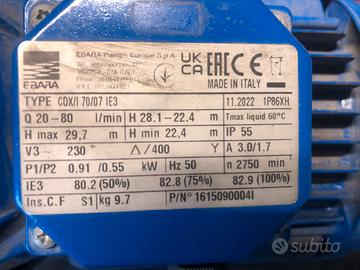 EBARA Pumps Europe S.p.A
UK CA EAC CE
EBARA
MADE IN ITALY
TYPE CDX/I 70/07 IE3 11.2022 1P86XH
Q 20-80 l/min H 28.1-22.4 m Tmax liquid 60°C
H max 29,7 m H min 22,4 m IP 55
V3~ 230 △/400 Y A 3.0/1.7
P1/P2 0.91 /0.55 kW Hz 50 n 2750 min
IE3 80.2 (50%) 82.8 (75%) 82.9 (100%)
Ins.C.F S1 kg 9.7 P/N° 1615090004I
subito